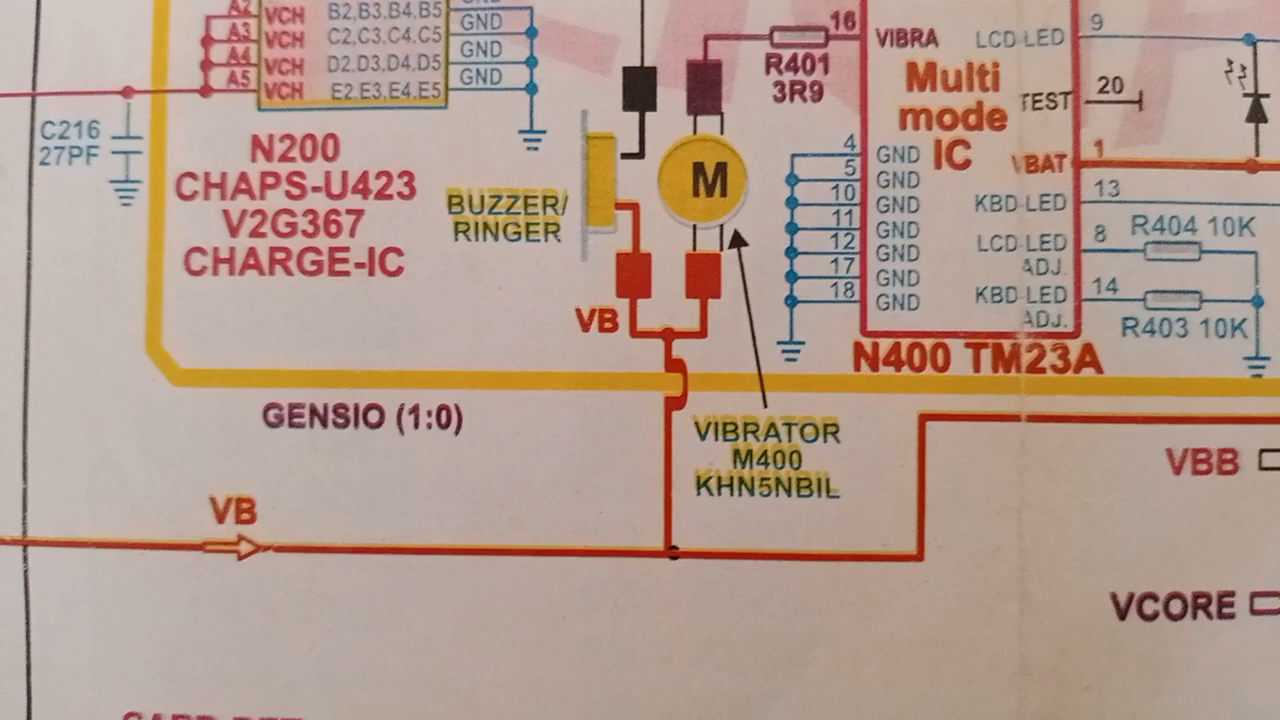 A2
VCH
B2,B3.B4.B5
GND
A3
VCH
C2,C3.C4.C5
GND
A4
VCH
D2,D3,D4,D5
GND
A5
VCH
E2.E3,E4.E5
GND
C216
27PF
N200
CHAPS-U423
V2G367
CHARGE-IC
BUZZER/
RINGER
M
R401
3R9
16
VIBRA
LCD LED
9
Multi
mode
IC
TEST
20
VBAT
1
4
GND
5
GND
10
GND
11
GND
12
GND
17
GND
18
GND
KBD LED
13
LCD LED
ADJ.
8
R404 10K
KBD LED
ADJ.
14
R403 10K
VB
N400 TM23A
GENSIO (1:0)
VIBRATOR
M400
KHN5NBIL
VBB
VB
VCORE